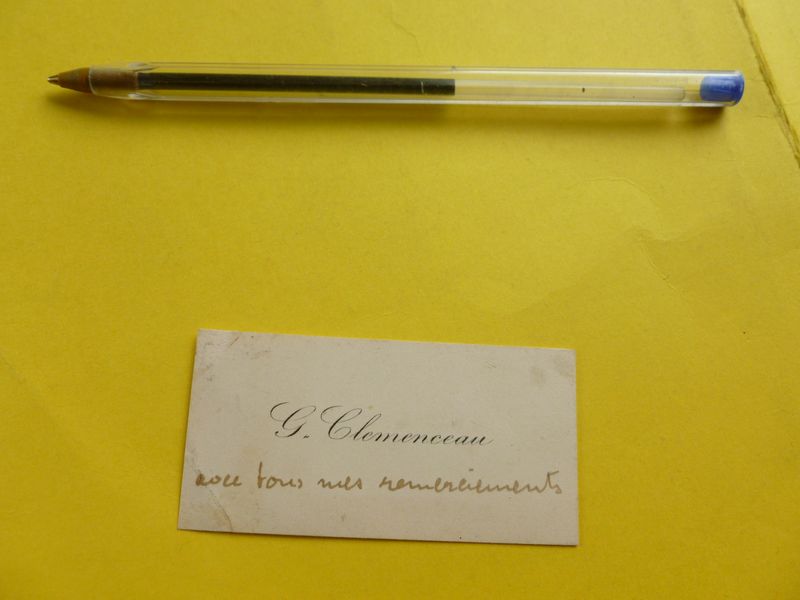 G. Clemenceau
avec tous mes remerciements